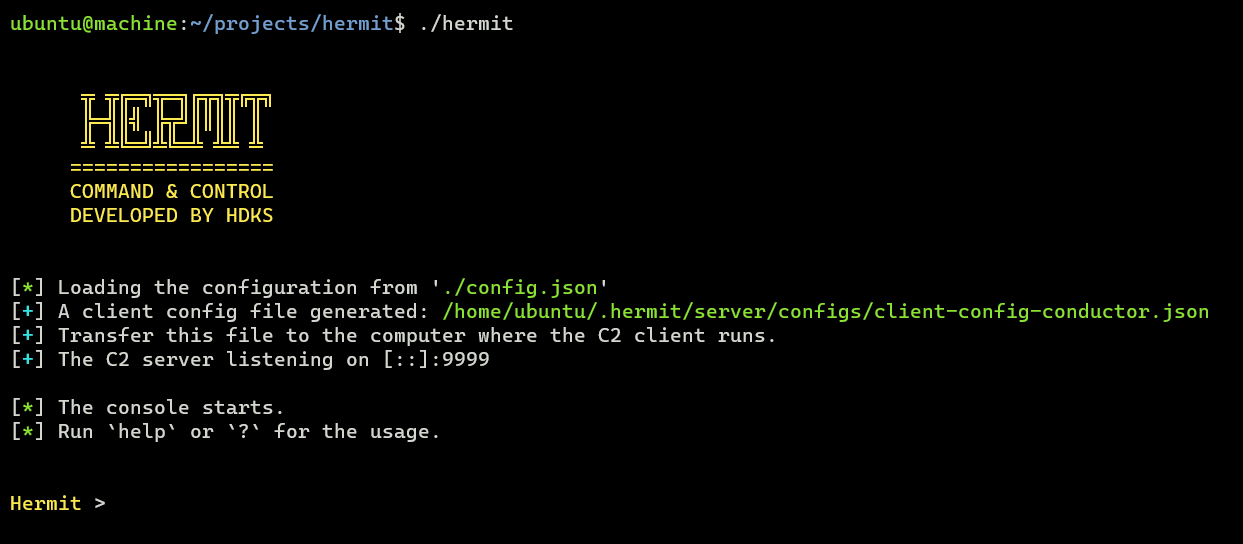 ubuntu@machine:~/projects/hermit$ ./hermit
HERMIT
=================
COMMAND & CONTROL
DEVELOPED BY HDKS
[*] Loading the configuration from './config.json'
[+] A client config file generated: /home/ubuntu/.hermit/server/configs/client-config-conductor.json
[+] Transfer this file to the computer where the C2 client runs.
[+] The C2 server listening on [::]:9999
[*] The console starts.
[*] Run `help` or `?` for the usage.
Hermit >